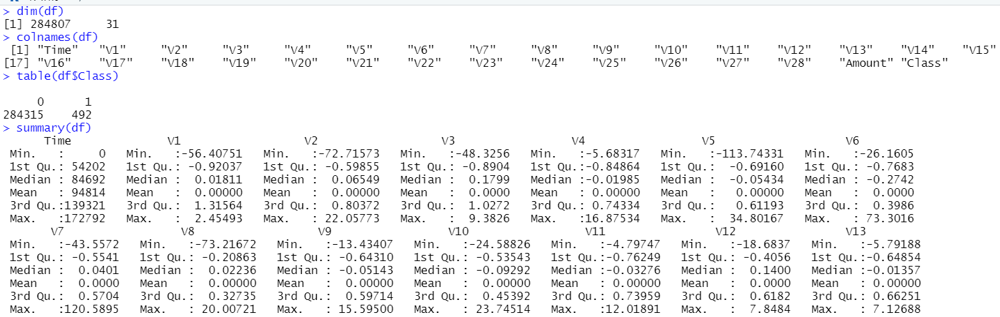 > dim(df)
[1] 284807     31
> colnames(df)
 [1] "Time"   "V1"     "V2"     "V3"     "V4"     "V5"     "V6"     "V7"     "V8"     "V9"     "V10"    "V11"    "V12"    "V13"    "V14"    "V15"
[17] "V16"    "V17"    "V18"    "V19"    "V20"    "V21"    "V22"    "V23"    "V24"    "V25"    "V26"    "V27"    "V28"    "Amount" "Class"
> table(df$Class)
     0      1
284315    492
> summary(df)
      Time              V1                  V2                  V3                 V4                 V5                   V6
 Min.   :     0   Min.   :-56.40751   Min.   :-72.71573   Min.   :-48.3256   Min.   :-5.68317   Min.   :-113.74331   Min.   :-26.1605
 1st Qu.: 54202   1st Qu.: -0.92037   1st Qu.: -0.59855   1st Qu.: -0.8904   1st Qu.:-0.84864   1st Qu.:  -0.69160   1st Qu.: -0.7683
 Median : 84692   Median :  0.01811   Median :  0.06549   Median :  0.1799   Median :-0.01985   Median :  -0.05434   Median : -0.2742
 Mean   : 94814   Mean   :  0.00000   Mean   :  0.00000   Mean   :  0.0000   Mean   : 0.00000   Mean   :   0.00000   Mean   :  0.0000
 3rd Qu.:139321   3rd Qu.:  1.31564   3rd Qu.:  0.80372   3rd Qu.:  1.0272   3rd Qu.: 0.74334   3rd Qu.:   0.61193   3rd Qu.:  0.3986
 Max.   :172792   Max.   :  2.45493   Max.   : 22.05773   Max.   :  9.3826   Max.   :16.87534   Max.   :  34.80167   Max.   : 73.3016
       V7                 V8                  V9                 V10                 V11                V12                V13
 Min.   :-43.5572   Min.   :-73.21672   Min.   :-13.43407   Min.   :-24.58826   Min.   :-4.79747   Min.   :-18.6837   Min.   :-5.79188
 1st Qu.: -0.5541   1st Qu.: -0.20863   1st Qu.: -0.64310   1st Qu.: -0.53543   1st Qu.:-0.76249   1st Qu.: -0.4056   1st Qu.:-0.64854
 Median :  0.0401   Median :  0.02236   Median : -0.05143   Median : -0.09292   Median :-0.03276   Median :  0.1400   Median :-0.01357
 Mean   :  0.0000   Mean   :  0.00000   Mean   :  0.00000   Mean   :  0.00000   Mean   : 0.00000   Mean   :  0.0000   Mean   : 0.00000
 3rd Qu.:  0.5704   3rd Qu.:  0.32735   3rd Qu.:  0.59714   3rd Qu.:  0.45392   3rd Qu.: 0.73959   3rd Qu.:  0.6182   3rd Qu.: 0.66251
 Max.   :120.5895   Max.   : 20.00721   Max.   : 15.59500   Max.   : 23.74514   Max.   :12.01891   Max.   :  7.8484   Max.   : 7.12688